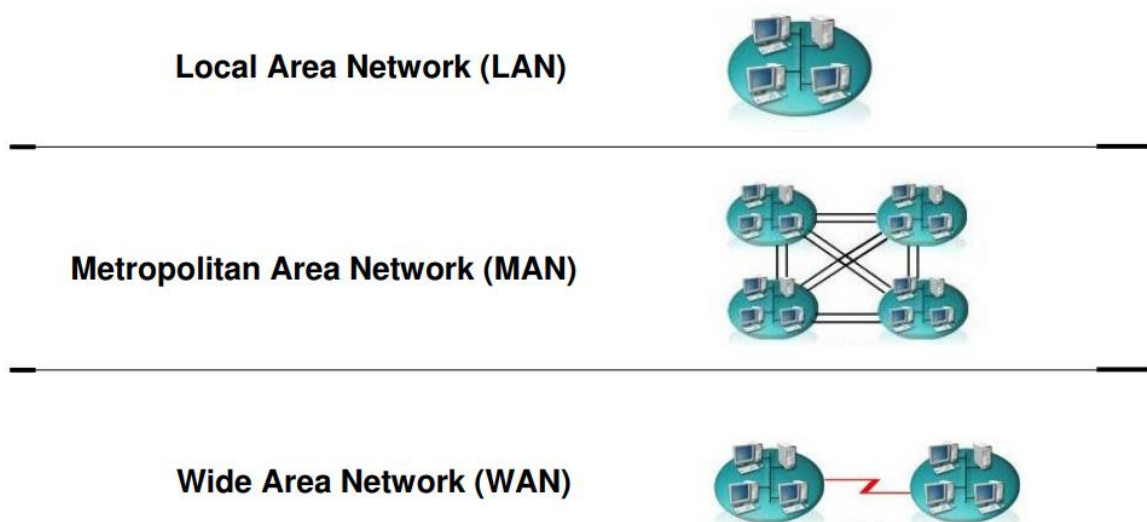 Local Area Network (LAN)
Metropolitan Area Network (MAN)
Wide Area Network (WAN)